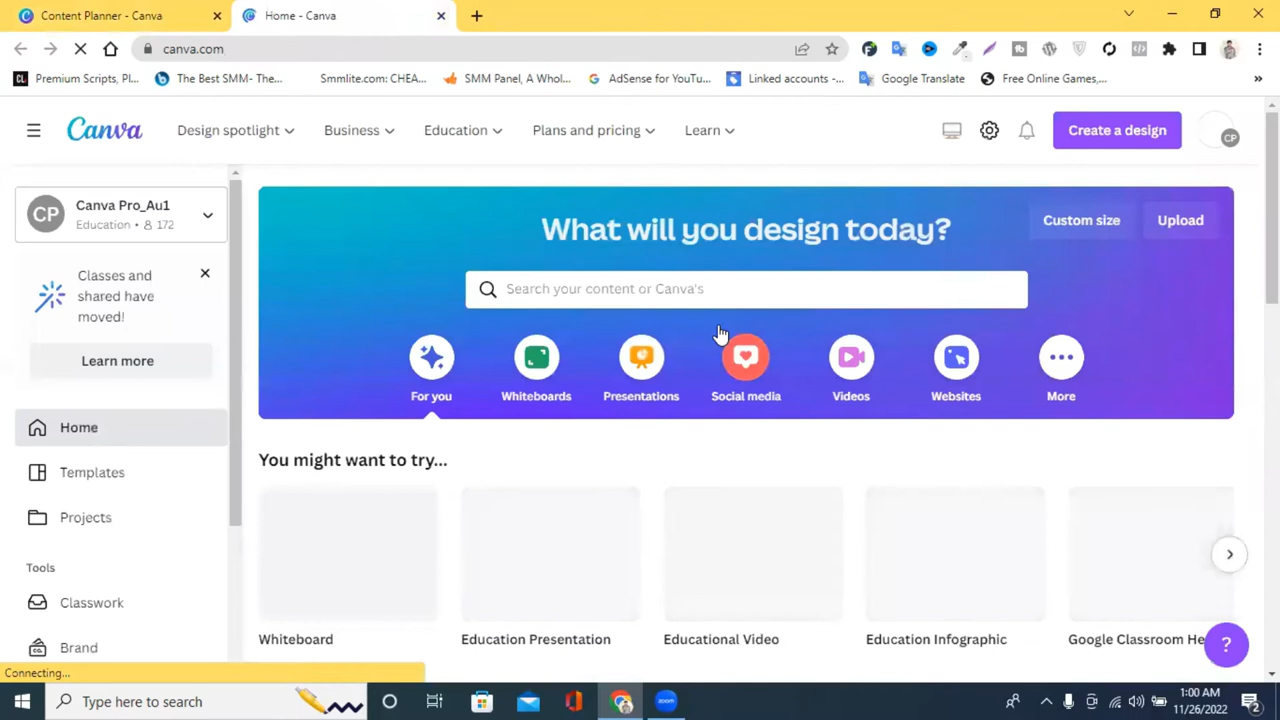 Content Planner - Canva
Home - Canva
canva.com
Premium Scripts, Pl...
The Best SMM- The...
Smmlite.com: CHEA...
SMM Panel, A Whol...
AdSense for YouTu...
Linked accounts -...
Google Translate
Free Online Games,...
Canva
Design spotlight
Business
Education
Plans and pricing
Learn
Create a design
CP
CP
Canva Pro_Au1
Education • 172
Classes and
shared have
moved!
Learn more
Home
Templates
Projects
Tools
Classwork
Brand
What will you design today?
Custom size
Upload
Search your content or Canva's
For you
Whiteboards
Presentations
Social media
Videos
Websites
More
You might want to try...
Whiteboard
Education Presentation
Educational Video
Education Infographic
Google Classroom He
?
Connecting...
Type here to search
zoom
1:00 AM
11/26/2022
2